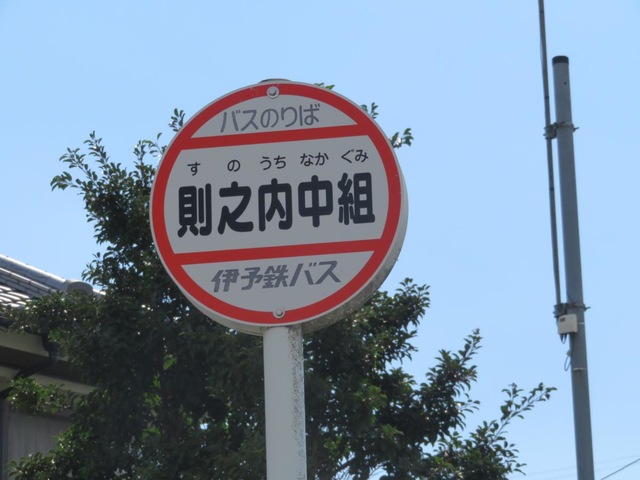 バスのりば
すのうちなかぐみ
則之内中組
伊予鉄バス